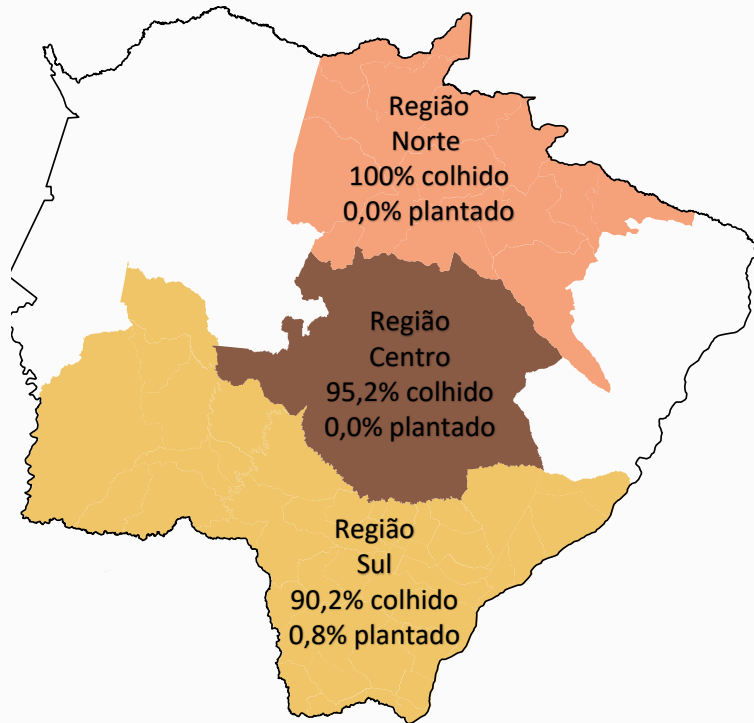 Região
Norte
100% colhido
0,0% plantado
Região
Centro
95,2% colhido
0,0% plantado
Região
Sul
90,2% colhido
0,8% plantado